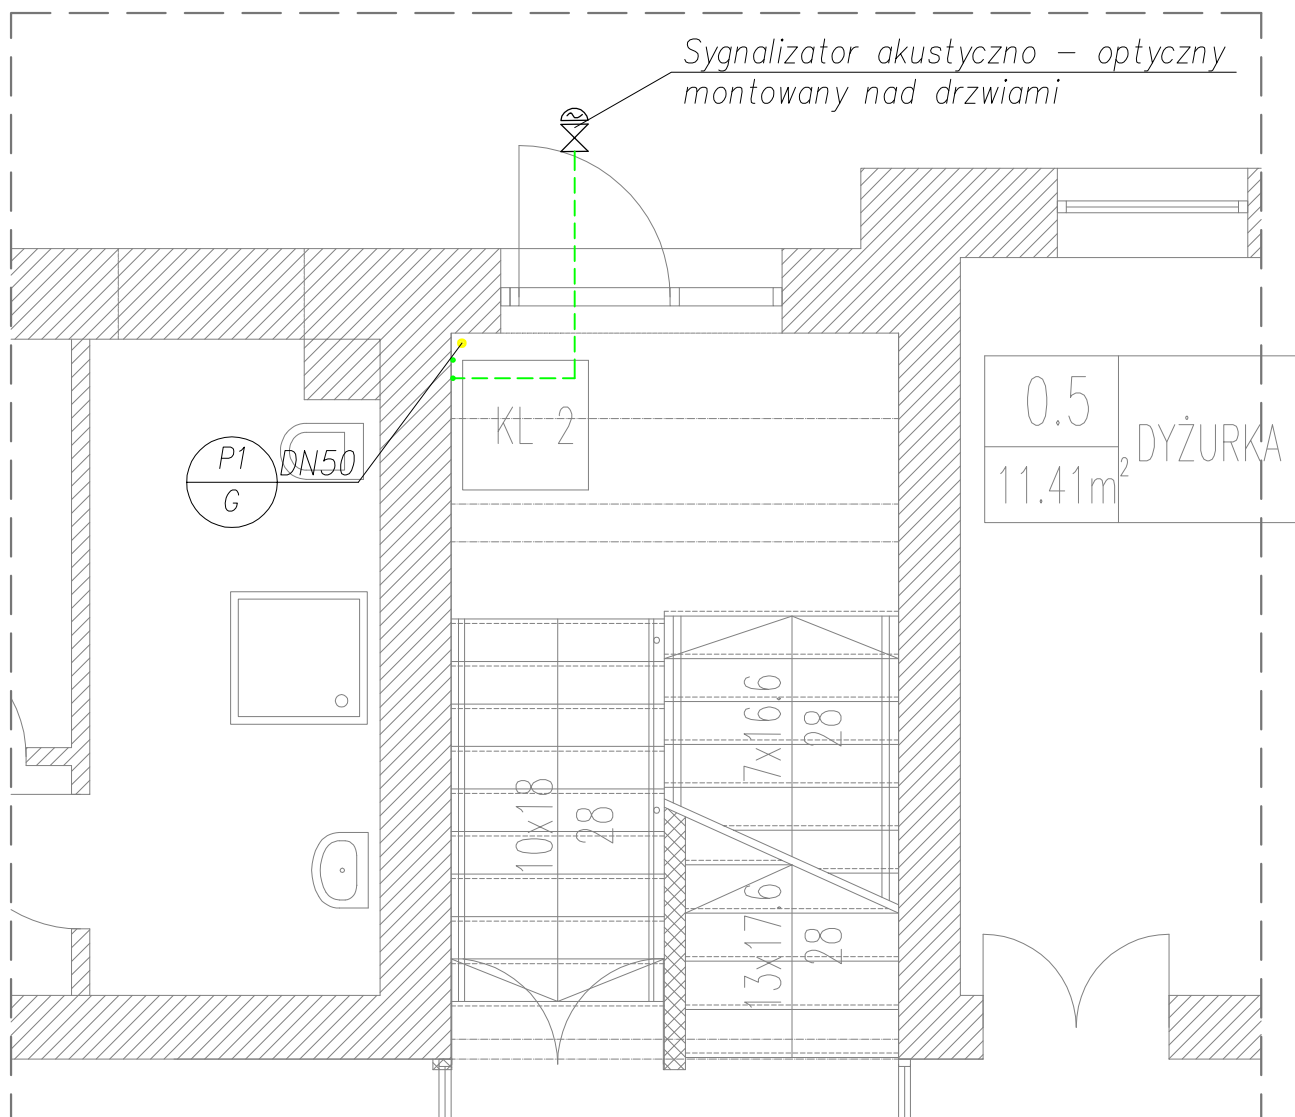 Sygnalizator akustyczno – optyczny
montowany nad drzwiami
KL 2
0.5
DYŻURKA
11.41m²
P1
DN50
G
7x16.6
28
10x18
28
13x17.6
28